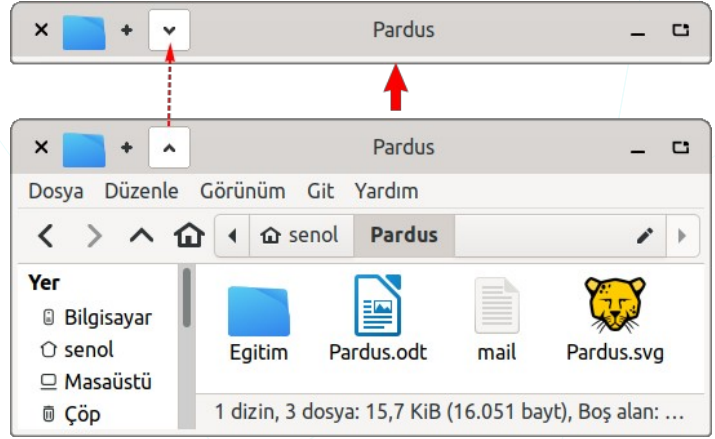 Pardus
Pardus
Dosya Düzenle Görünüm Git Yardım
senol Pardus
Yer
Bilgisayar
senol
Masaüstü
Çöp
Egitim Pardus.odt mail Pardus.svg
1 dizin, 3 dosya: 15,7 KiB (16.051 bayt), Boş alan: ...